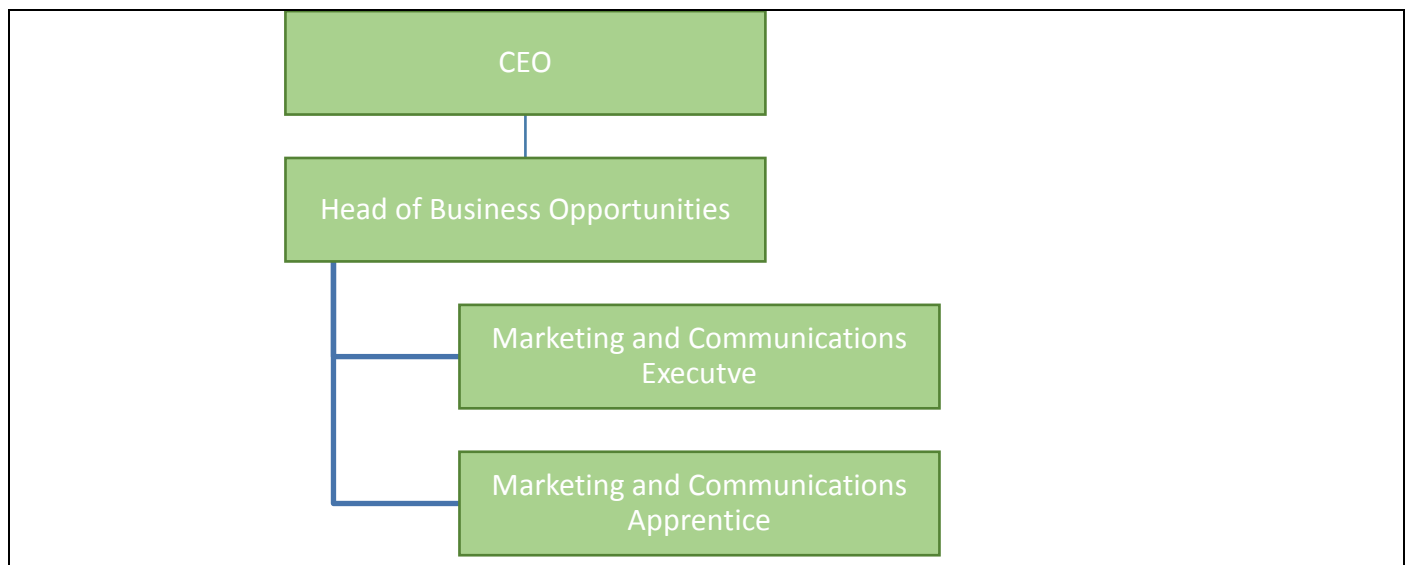 CEO
Head of Business Opportunities
Marketing and Communications
Executve
Marketing and Communications
Apprentice